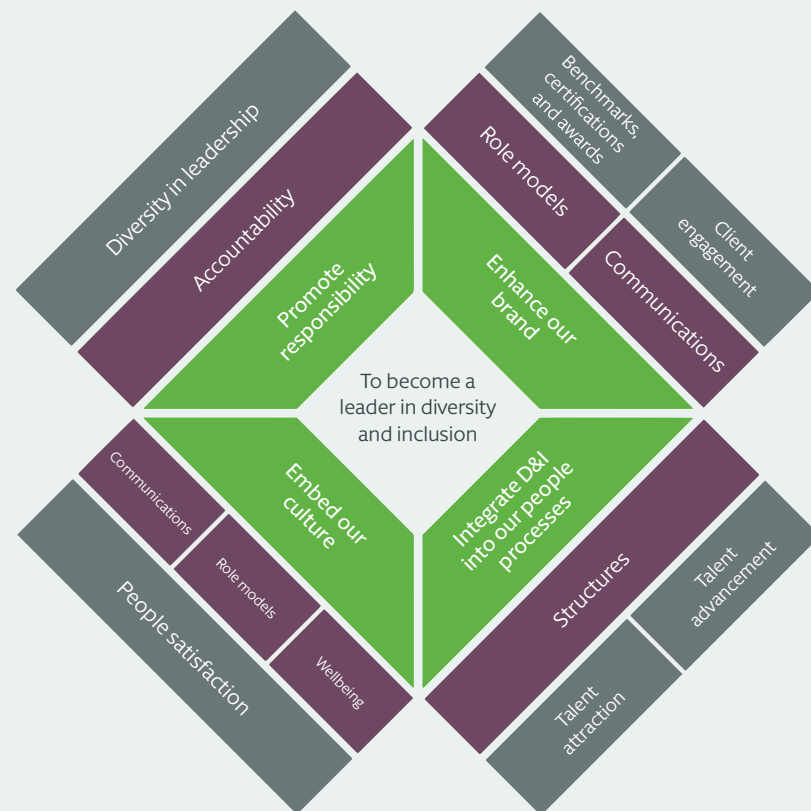 Diversity in leadership
Accountability
Promote
responsibility
Benchmarks,
certifications
and awards
Client
engagement
Role models
Communications
Enhance our
brand
To become a
leader in diversity
and inclusion
Embed our
culture
Communications
Role models
Wellbeing
People satisfaction
Integrate D&I
into our people
processes
Structures
Talent
advancement
Talent
attraction